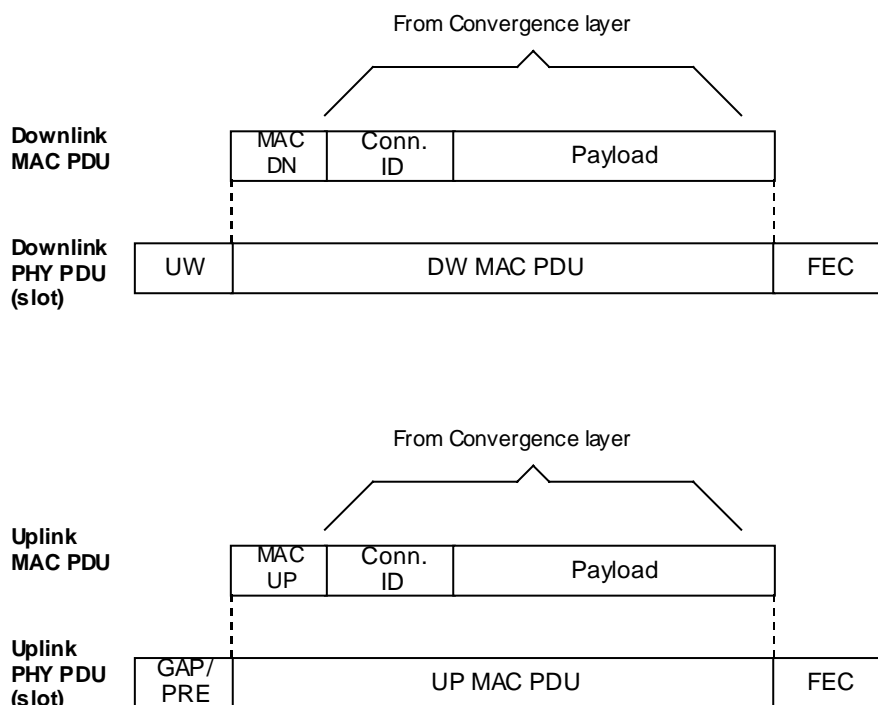 From Convergence layer
Downlink
MAC PDU
MAC
DN
Conn.
ID
Payload
Downlink
PHY PDU
(slot)
UW
DW MAC PDU
FEC
From Convergence layer
Uplink
MAC PDU
MAC
UP
Conn.
ID
Payload
Uplink
PHY PDU
(slot)
GAP/
PRE
UP MAC PDU
FEC